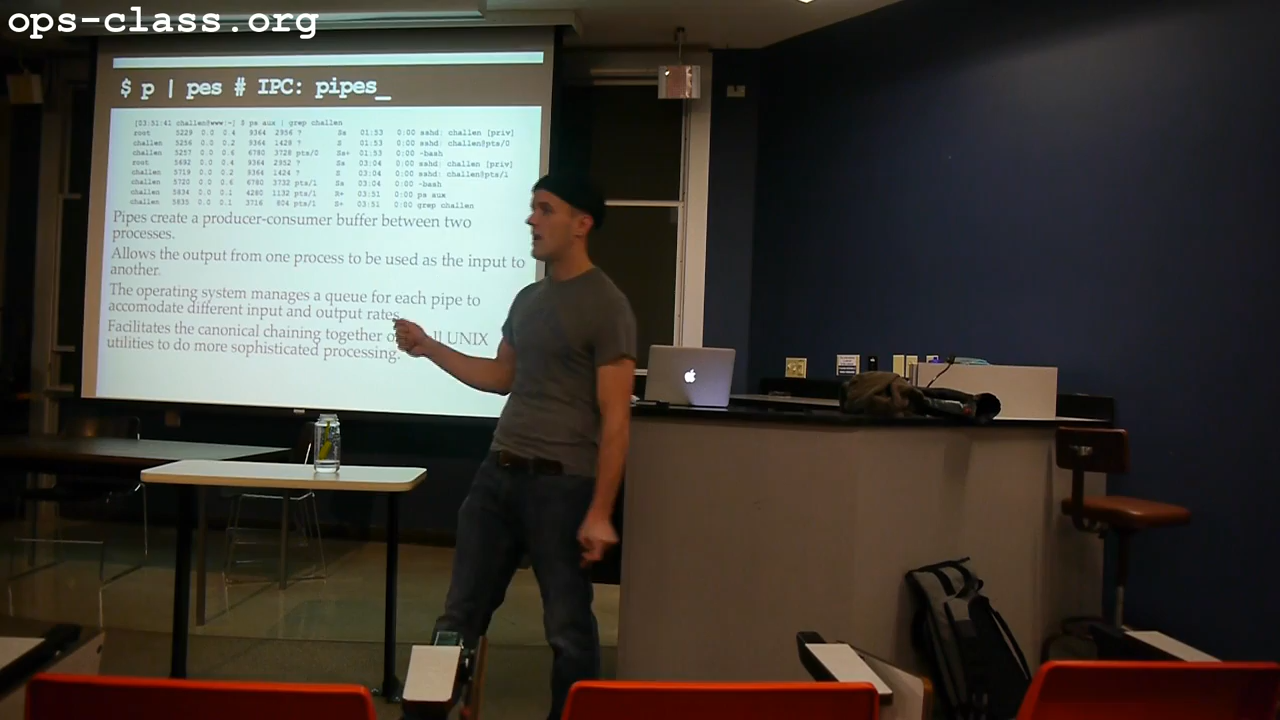 ops-class.org
$ p | pes # IPC: pipes_
[03:51:41 challen@www:~] $ ps aux | grep challen
root 5229 0.0 0.4 9364 2956 ? Ss 01:53 0:00 sshd: challen [priv]
challen 5256 0.0 0.2 9364 1428 ? S 01:53 0:00 sshd: challen@pts/0
challen 5257 0.0 0.6 6780 3728 pts/0 Ss+ 01:53 0:00 -bash
root 5692 0.0 0.4 9364 2952 ? Ss 03:04 0:00 sshd: challen [priv]
challen 5719 0.0 0.2 9364 1424 ? S 03:04 0:00 sshd: challen@pts/1
challen 5720 0.0 0.6 6780 3732 pts/1 Ss 03:04 0:00 -bash
challen 5834 0.0 0.1 4280 1132 pts/1 R+ 03:51 0:00 ps aux
challen 5835 0.0 0.1 3716 804 pts/1 S+ 03:51 0:00 grep challen
Pipes create a producer-consumer buffer between two
processes.
Allows the output from one process to be used as the input to
another.
The operating system manages a queue for each pipe to
accomodate different input and output rates.
Facilitates the canonical chaining together UNIX
utilities to do more sophisticated processing.